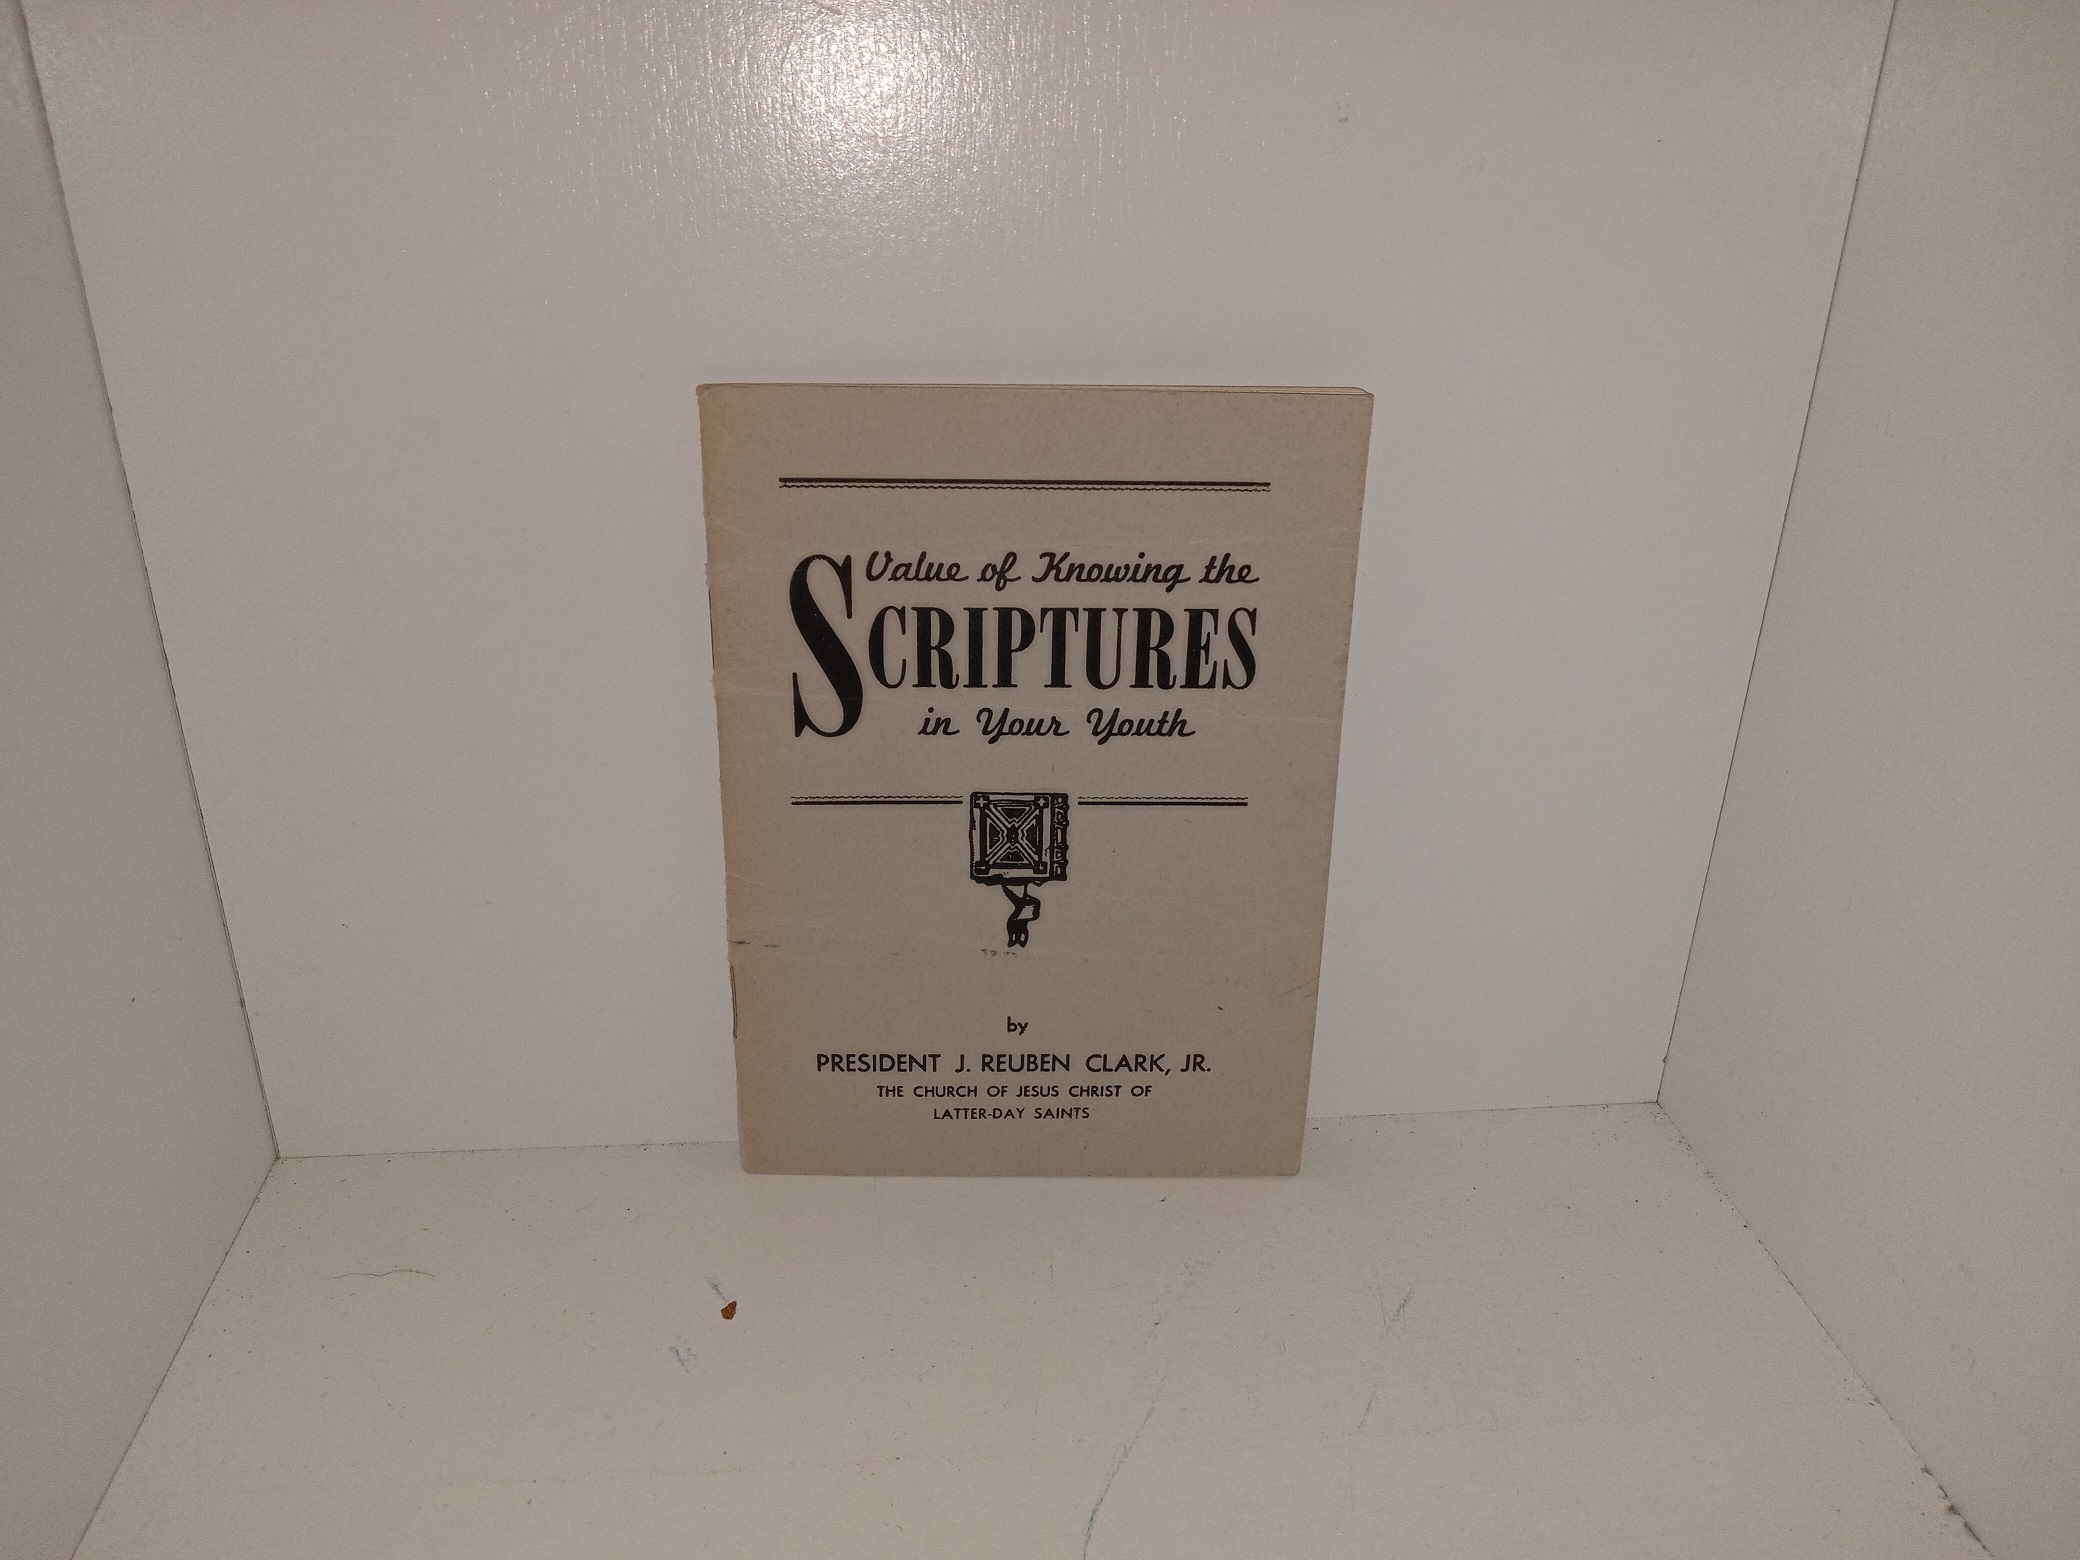 Value of Knowing the
SCRIPTURES
in Your Youth
by
PRESIDENT J. REUBEN CLARK, JR.
THE CHURCH OF JESUS CHRIST OF
LATTER-DAY SAINTS